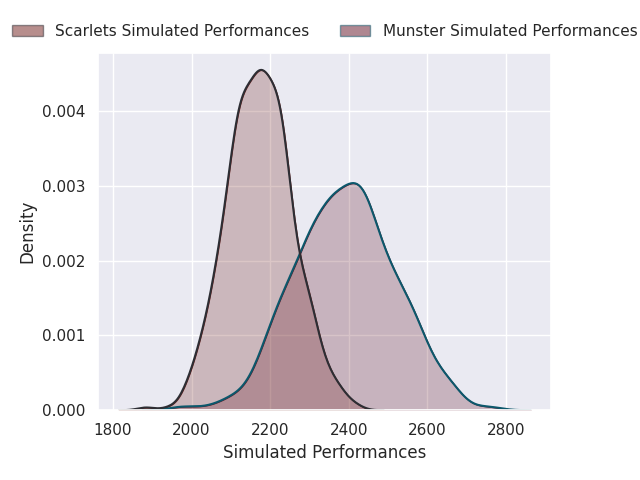 Scarlets Simulated Performances
Munster Simulated Performances
0.004
0.003
0.002
0.001
0.000
Density
1800 2000 2200 2400 2600 2800
Simulated Performances